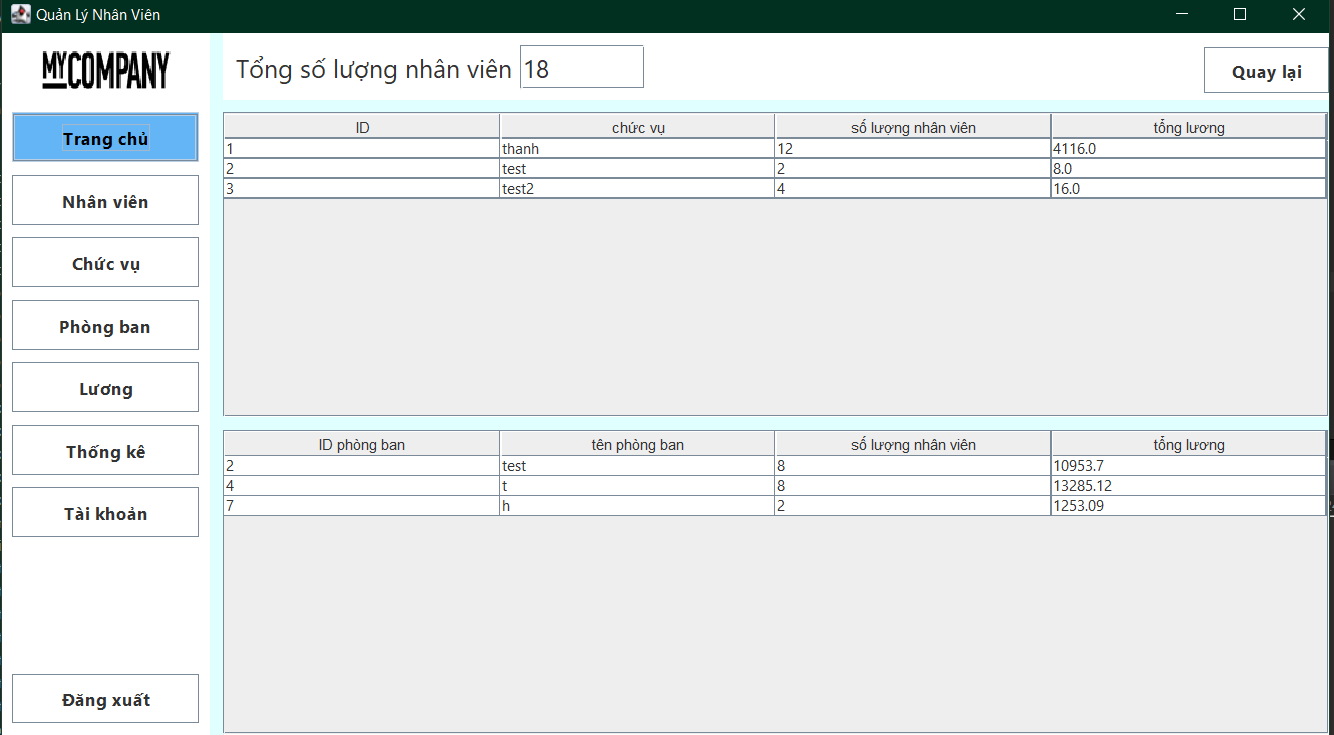 Quản Lý Nhân Viên
MYCOMPANY
Tổng số lượng nhân viên 18
Quay lại
Trang chủ
Nhân viên
Chức vụ
Phòng ban
Lương
Thống kê
Tài khoản
Đăng xuất
ID chức vụ số lượng nhân viên tổng lương
1 thanh 12 4116.0
2 test 2 8.0
3 test2 4 16.0
ID phòng ban tên phòng ban số lượng nhân viên tổng lương
2 test 8 10953.7
4 t 8 13285.12
7 h 2 1253.09